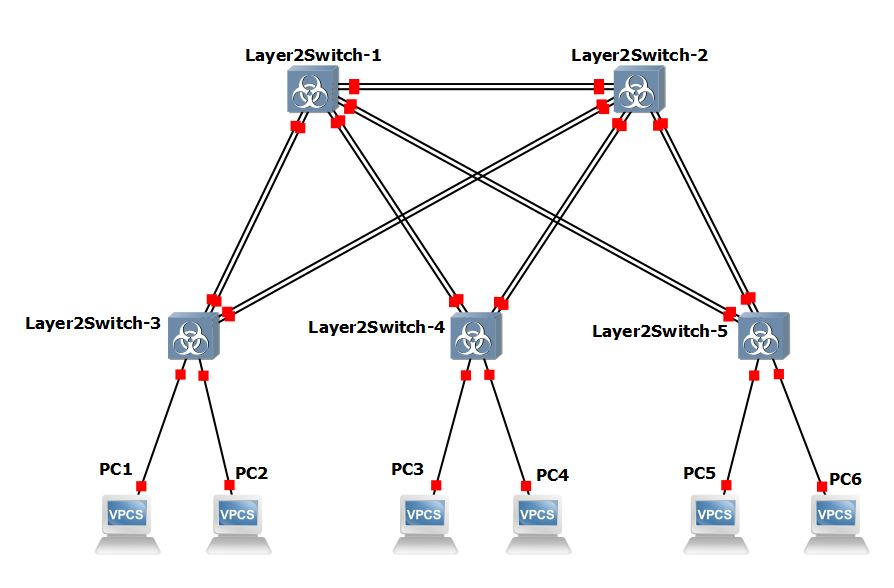 Layer2Switch-1
Layer2Switch-2
Layer2Switch-3
Layer2Switch-4
Layer2Switch-5
PC1
PC2
PC3
PC4
PC5
PC6
VPCS
VPCS
VPCS
VPCS
VPCS
VPCS